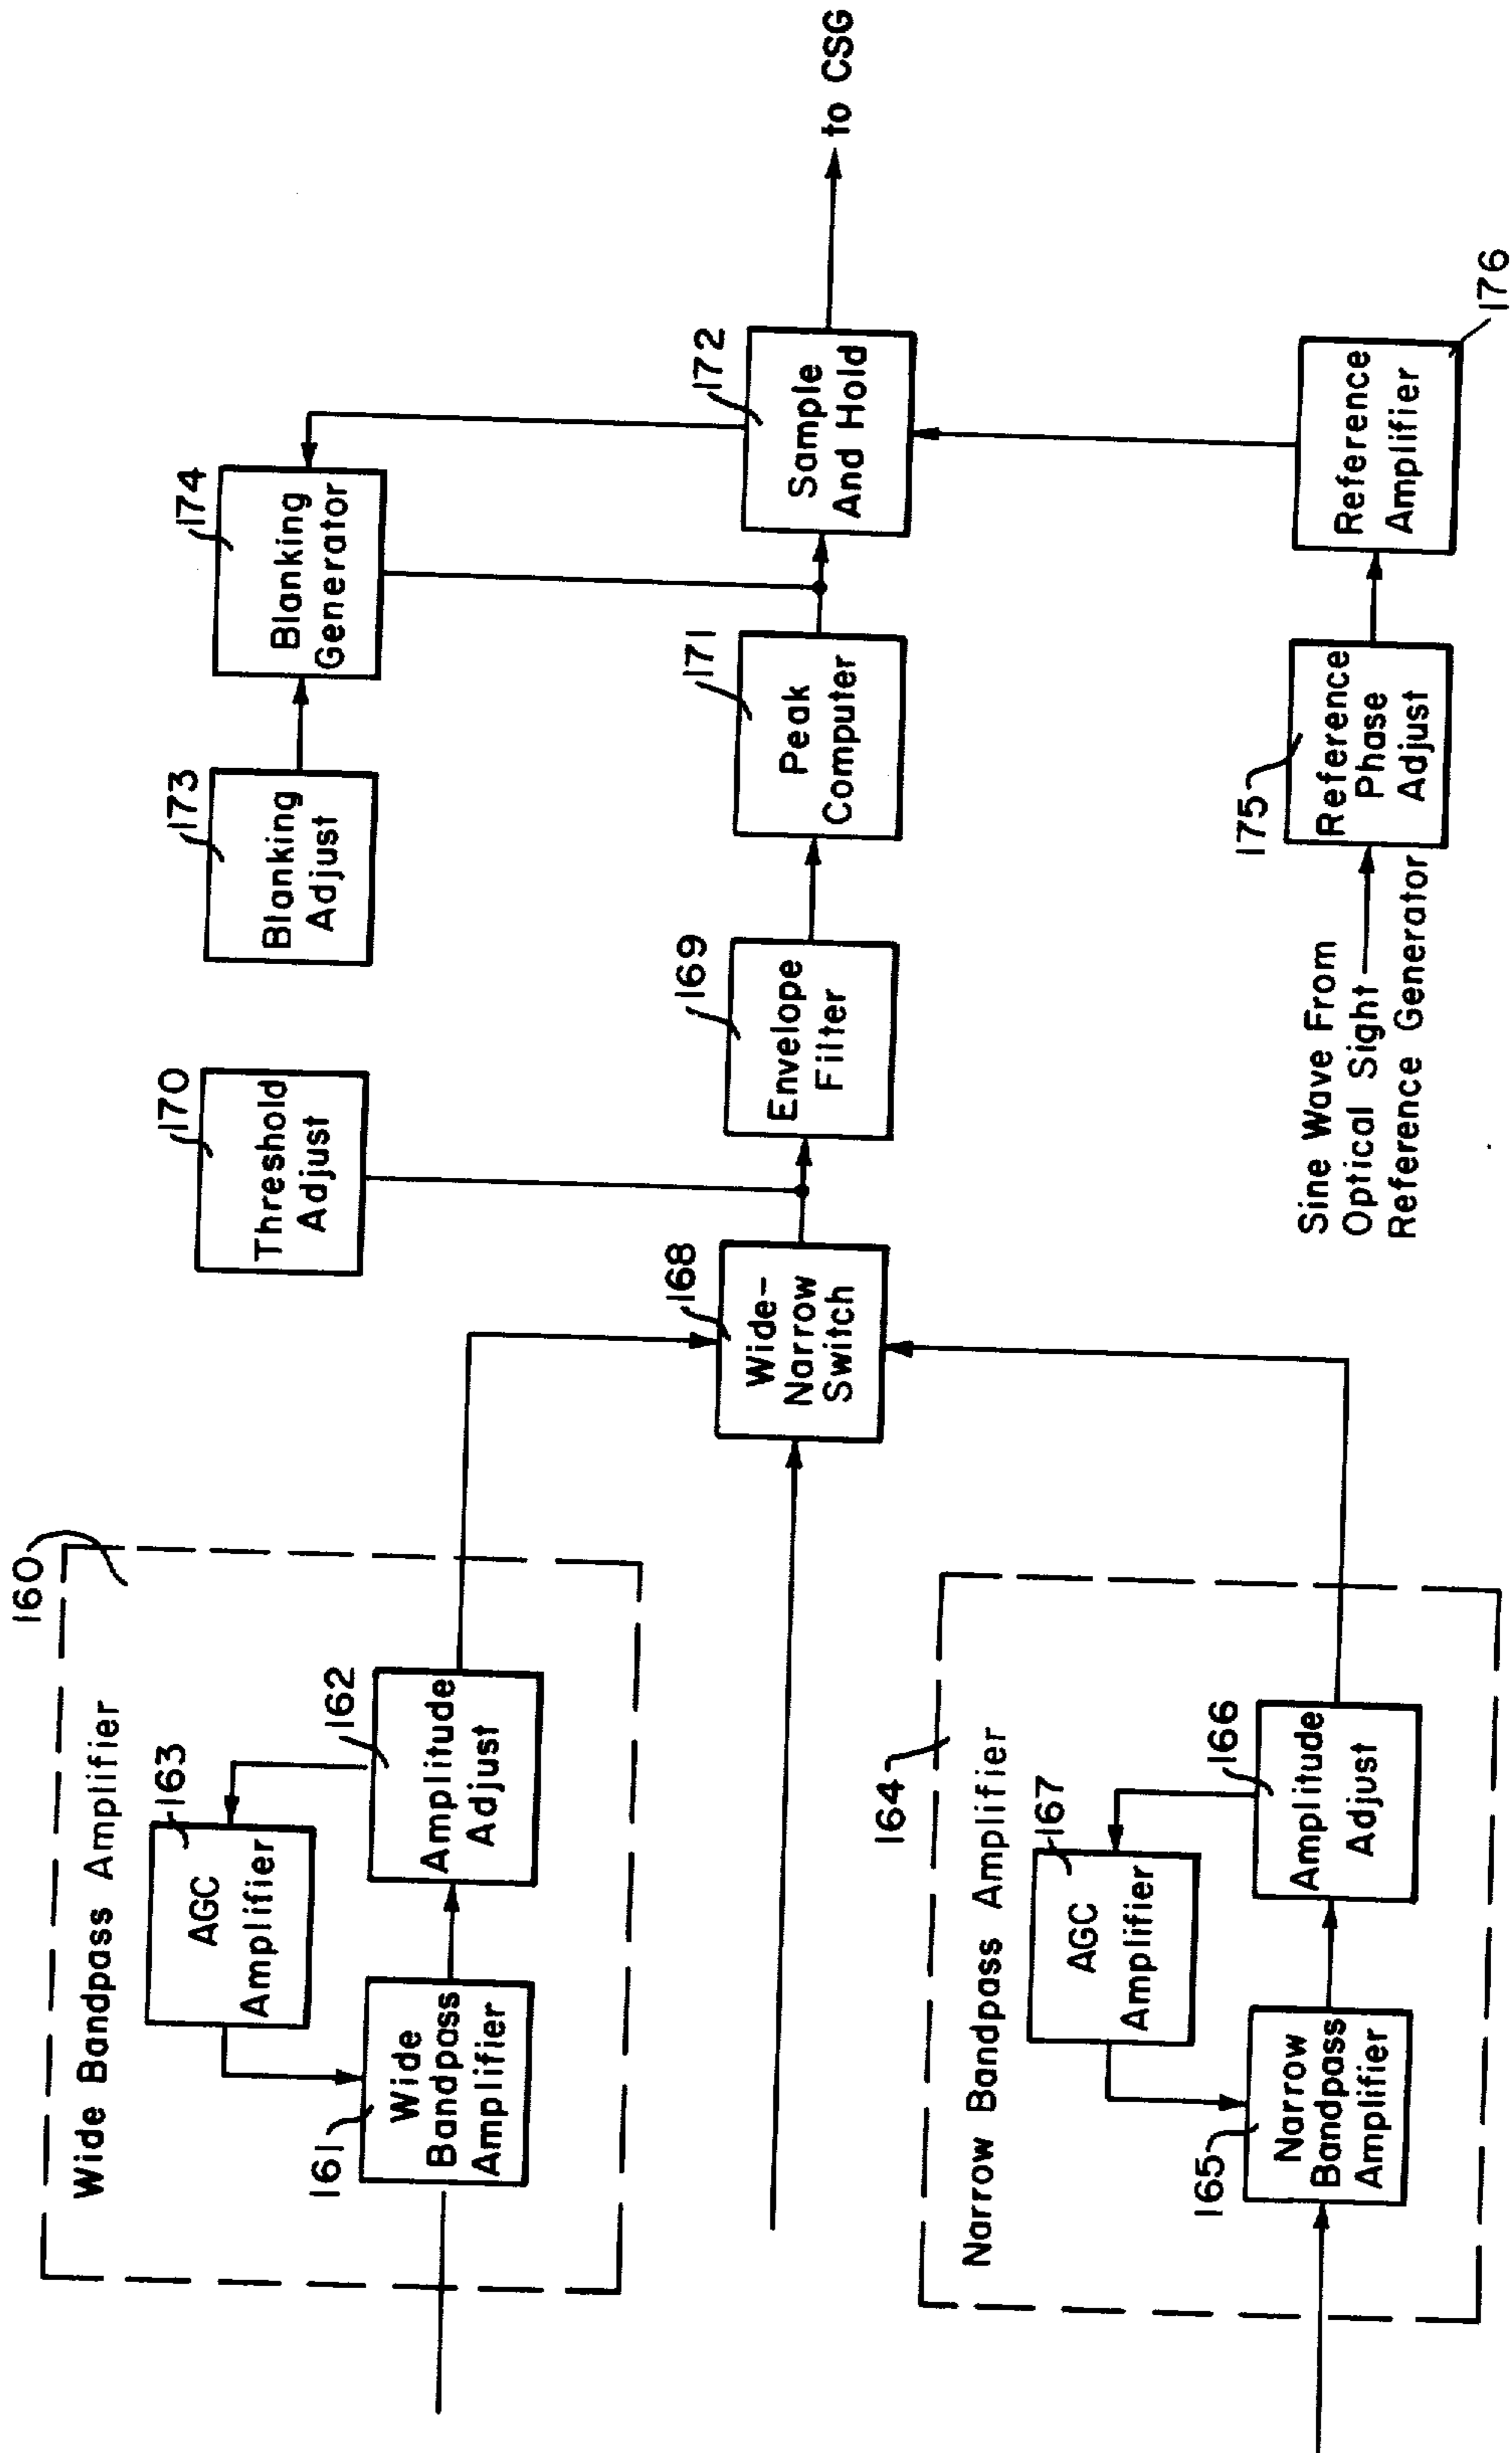 160
Wide Bandpass Amplifier
163
AGC
Amplifier
162
Amplitude
Adjust
161
Wide
Bandpass
Amplifier
164
Narrow Bandpass Amplifier
167
AGC
Amplifier
166
Amplitude
Adjust
165
Narrow
Bandpass
Amplifier
168
Wide-
Narrow
Switch
170
Threshold
Adjust
169
Envelope
Filter
173
Blanking
Adjust
174
Blanking
Generator
171
Peak
Computer
172
Sample
And Hold
to CSG
Sine Wave From
Optical Sight
Reference Generator
175
Reference
Phase
Adjust
Reference
Amplifier
176